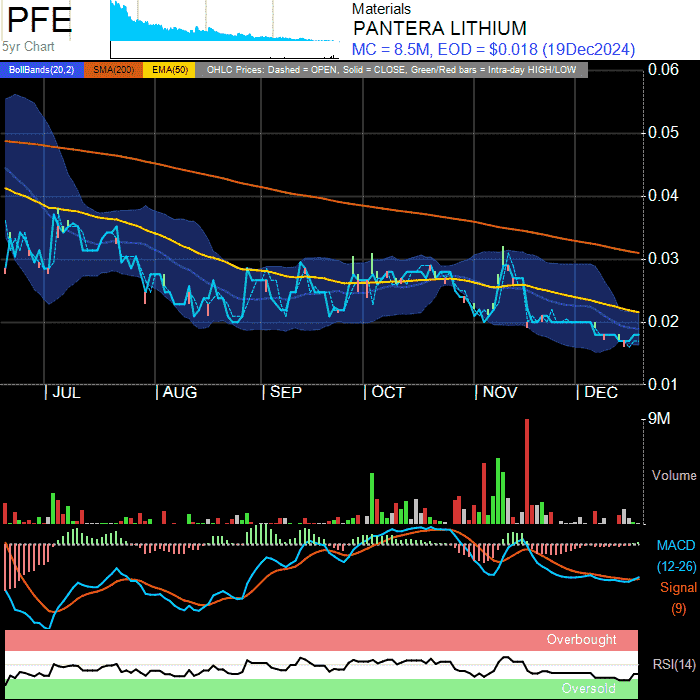 PFE
5yr Chart
Materials
PANTERA LITHIUM
MC = 8.5M, EOD = $0.018 (19Dec2024)
BollBands(20,2) SMA(200) EMA(50) OHLC Prices: Dashed = OPEN, Solid = CLOSE, Green/Red bars = Intra-day HIGH/LOW
0.06
0.05
0.04
0.03
0.02
0.01
JUL AUG SEP OCT NOV DEC
9M
Volume
MACD
(12-26)
Signal
(9)
Overbought
RSI(14)
Oversold